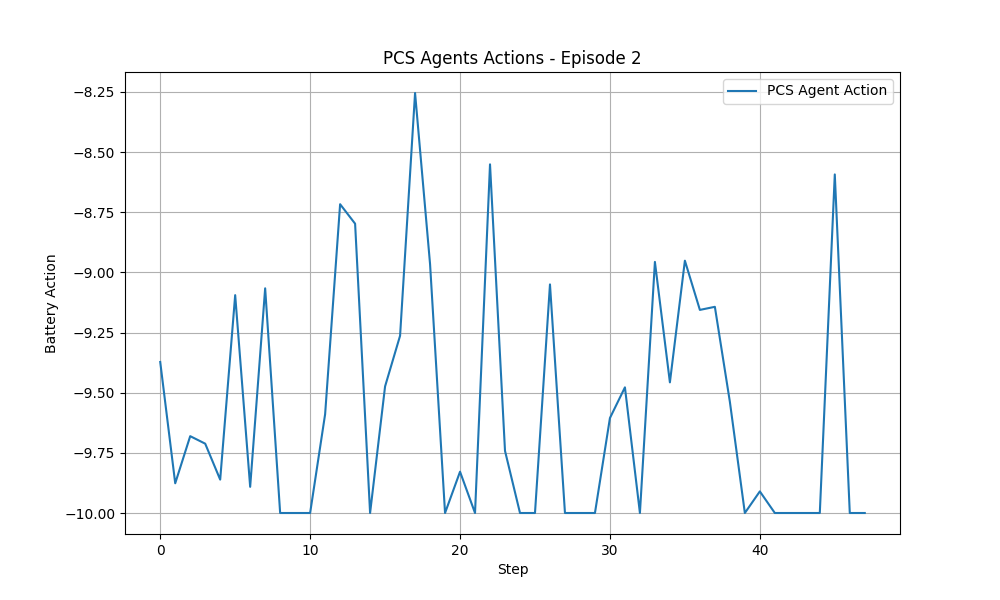 PCS Agents Actions - Episode 2
PCS Agent Action
−8.25
−8.50
−8.75
−9.00
−9.25
−9.50
−9.75
−10.00
Battery Action
0 10 20 30 40
Step